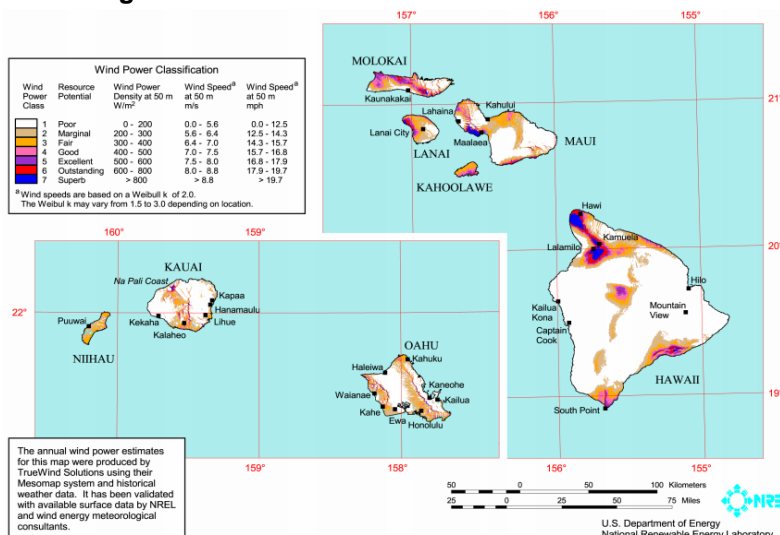 157°
156°
155°
MOLOKAI
Kaunakakai
21°
Lahaina
Kahului
Lanai City
Maalaea
MAUI
LANAI
KAHOOLAWE
Wind Power Classification
Wind Power Class Resource Potential Wind Power Density at 50 m W/m2 Wind Speed a at 50 m m/s Wind Speed a at 50 m mph
1 Poor 0 - 200 0.0 - 5.6 0.0 - 12.5
2 Marginal 200 - 300 5.6 - 6.4 12.5 - 14.3
3 Fair 300 - 400 6.4 - 7.0 14.3 - 15.7
4 Good 400 - 500 7.0 - 7.5 15.7 - 16.8
5 Excellent 500 - 600 7.5 - 8.0 16.8 - 17.9
6 Outstanding 600 - 800 8.0 - 8.8 17.9 - 19.7
7 Superb > 800 > 8.8 > 19.7
a Wind speeds are based on a Weibull k of 2.0.
The Weibul k may vary from 1.5 to 3.0 depending on location.
Hawi
Kamuela
Lalamilo
20°
Hilo
Kailua
Kona
Mountain
View
Captain
Cook
HAWAII
South Point
19°
160°
159°
KAUAI
Na Pali Coast
22°
Kapaa
Hanamaulu
Puuwai
Kekaha
Lihue
Kalaheo
NIIHAU
OAHU
Kahuku
Haleiwa
Kaneohe
Waianae
Kailua
Kahe
Ewa
Honolulu
159°
158°
156°
155°
The annual wind power estimates
for this map were produced by
TrueWind Solutions using their
Mesomap system and historical
weather data. It has been validated
with available surface data by NREL
and wind energy meteorological
consultants.
50 0 50 100 Kilometers
25 0 25 50 75 Miles
NRE
U.S. Department of Energy
National Renewable Energy Laboratory